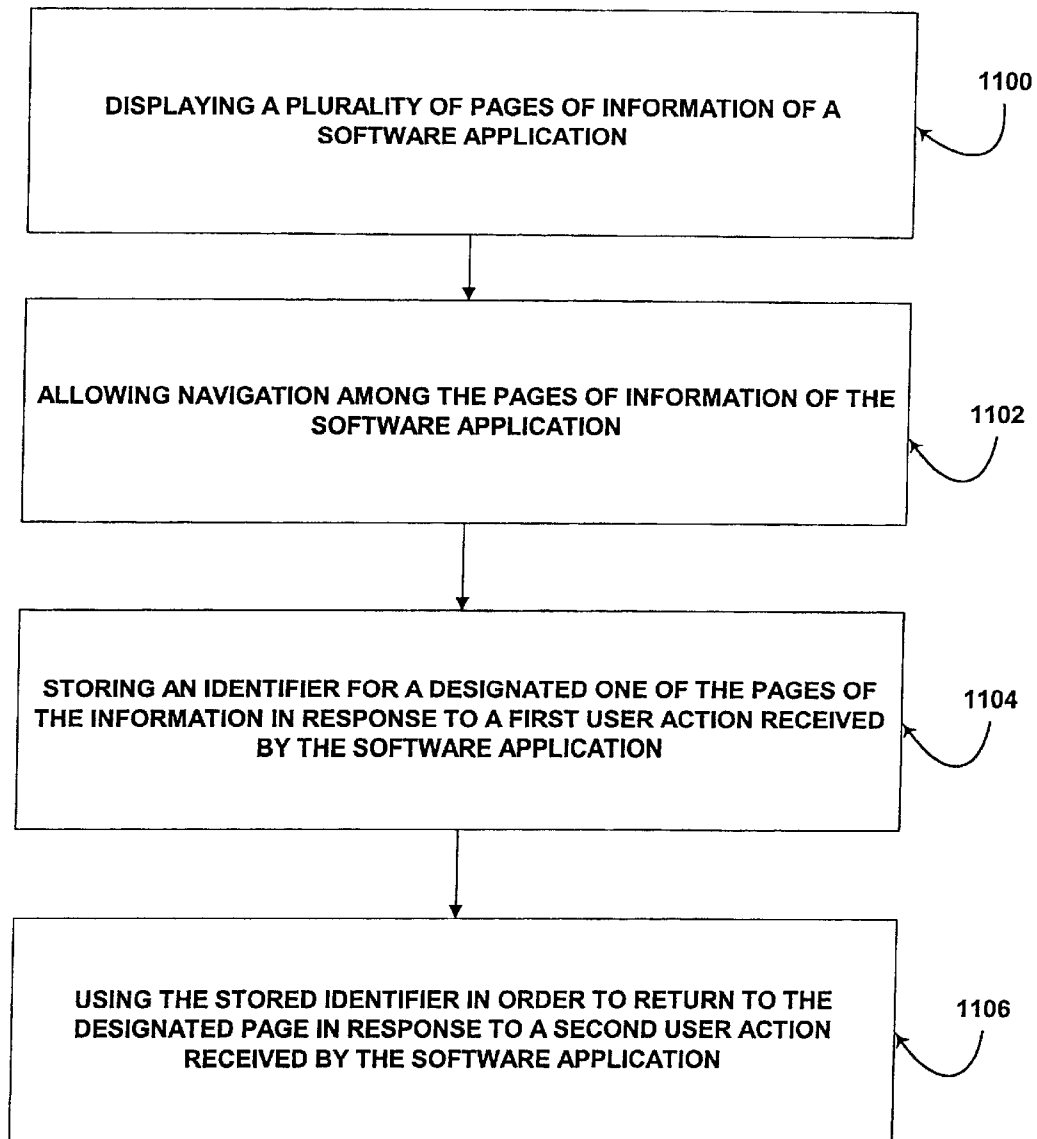 DISPLAYING A PLURALITY OF PAGES OF INFORMATION OF A
SOFTWARE APPLICATION
1100
ALLOWING NAVIGATION AMONG THE PAGES OF INFORMATION OF THE
SOFTWARE APPLICATION
1102
STORING AN IDENTIFIER FOR A DESIGNATED ONE OF THE PAGES OF
THE INFORMATION IN RESPONSE TO A FIRST USER ACTION RECEIVED
BY THE SOFTWARE APPLICATION
1104
USING THE STORED IDENTIFIER IN ORDER TO RETURN TO THE
DESIGNATED PAGE IN RESPONSE TO A SECOND USER ACTION
RECEIVED BY THE SOFTWARE APPLICATION
1106